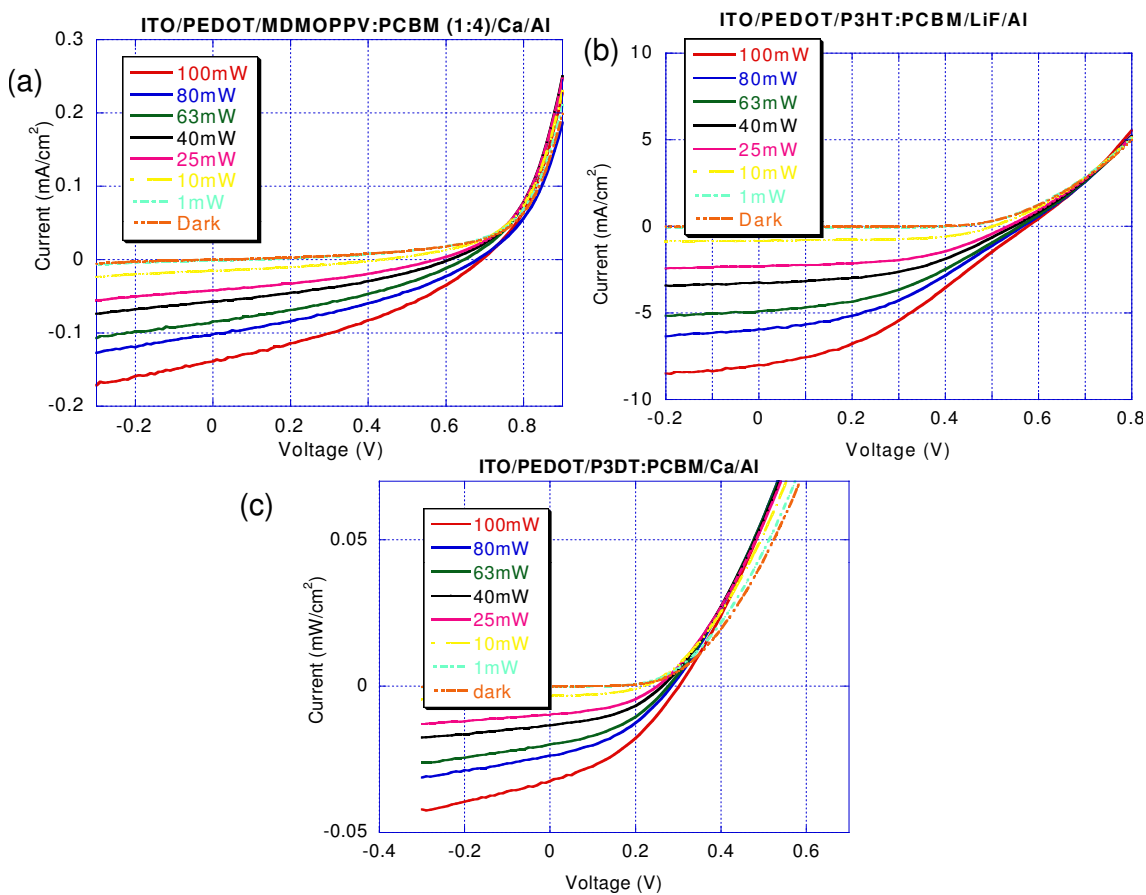 ITO/PEDOT/MDMOPPV:PCBM (1:4)/Ca/Al
(a)
0.3
0.2
0.1
0
-0.1
-0.2
Current (mA/cm²)
100mW
80mW
63mW
40mW
25mW
10mW
1mW
Dark
-0.2 0 0.2 0.4 0.6 0.8
Voltage (V)
ITO/PEDOT/P3HT:PCBM/LiF/Al
(b)
10
5
0
-5
-10
Current (mA/cm²)
100mW
80mW
63mW
40mW
25mW
10mW
1mW
Dark
-0.2 0 0.2 0.4 0.6 0.8
Voltage (V)
ITO/PEDOT/P3DT:PCBM/Ca/Al
(c)
0.05
0
-0.05
Current (mW/cm²)
100mW
80mW
63mW
40mW
25mW
10mW
1mW
dark
-0.4 -0.2 0 0.2 0.4 0.6
Voltage (V)